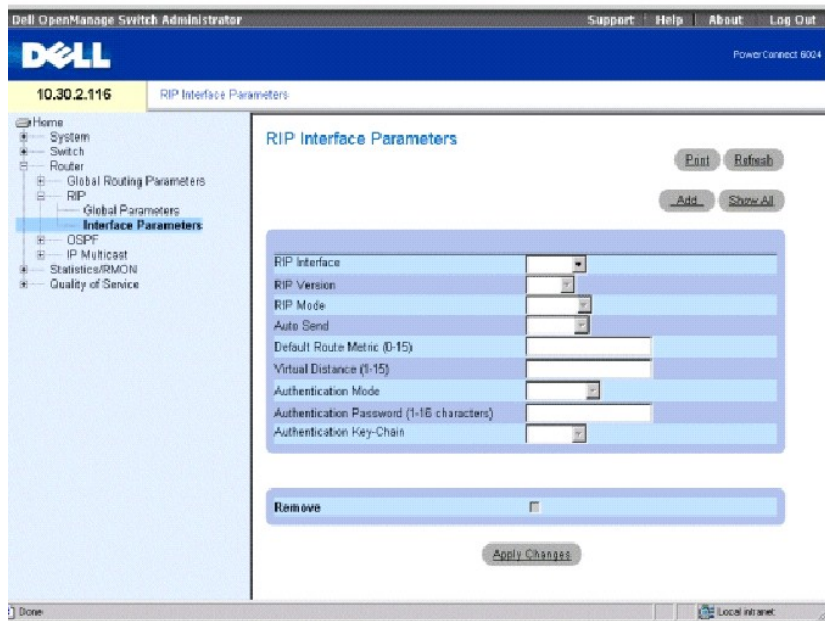 Dell OpenManage Switch Administrator
Support Help About Log Out
DELL
PowerConnect 6024
10.30.2.116
RIP Interface Parameters
Home
System
Switch
Router
Global Routing Parameters
RIP
Global Parameters
Interface Parameters
OSPF
IP Multicast
Statistics/RMON
Quality of Service
RIP Interface Parameters
Print Refresh
Add Show All
RIP Interface
RIP Version
RIP Mode
Auto Send
Default Route Metric (0-15)
Virtual Distance (1-15)
Authentication Mode
Authentication Password (1-16 characters)
Authentication Key-Chain
Remove
Apply Changes
Done
Local intranet